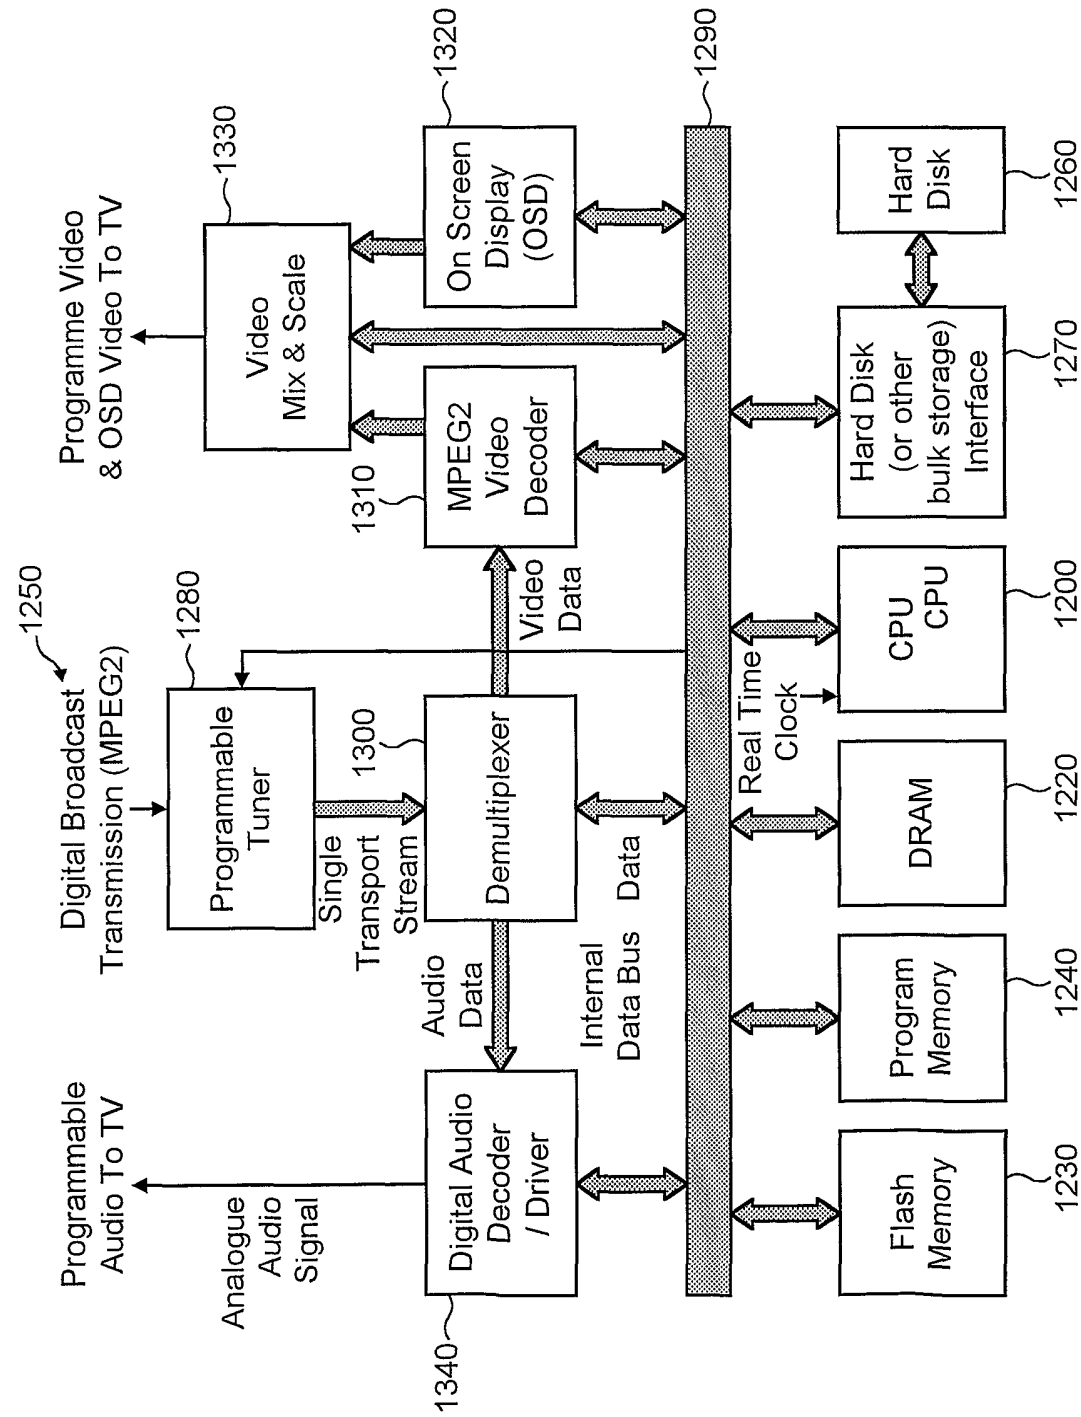 Programmable
Audio To TV
Analogue
Audio
Signal
1340
Digital Audio
Decoder
/ Driver
1250
Digital Broadcast
Transmission (MPEG2)
1280
Programmable
Tuner
Single
Transport
Stream
1300
Demultiplexer
Audio
Data
Video
Data
Programme Video
& OSD Video To TV
1330
Video
Mix & Scale
1310
MPEG2
Video
Decoder
1320
On Screen
Display
(OSD)
Internal
Data Bus
Data
1290
Real Time
Clock
Flash
Memory
1230
Program
Memory
1240
DRAM
1220
CPU
CPU
1200
Hard Disk
(or other
bulk storage)
Interface
1270
Hard
Disk
1260